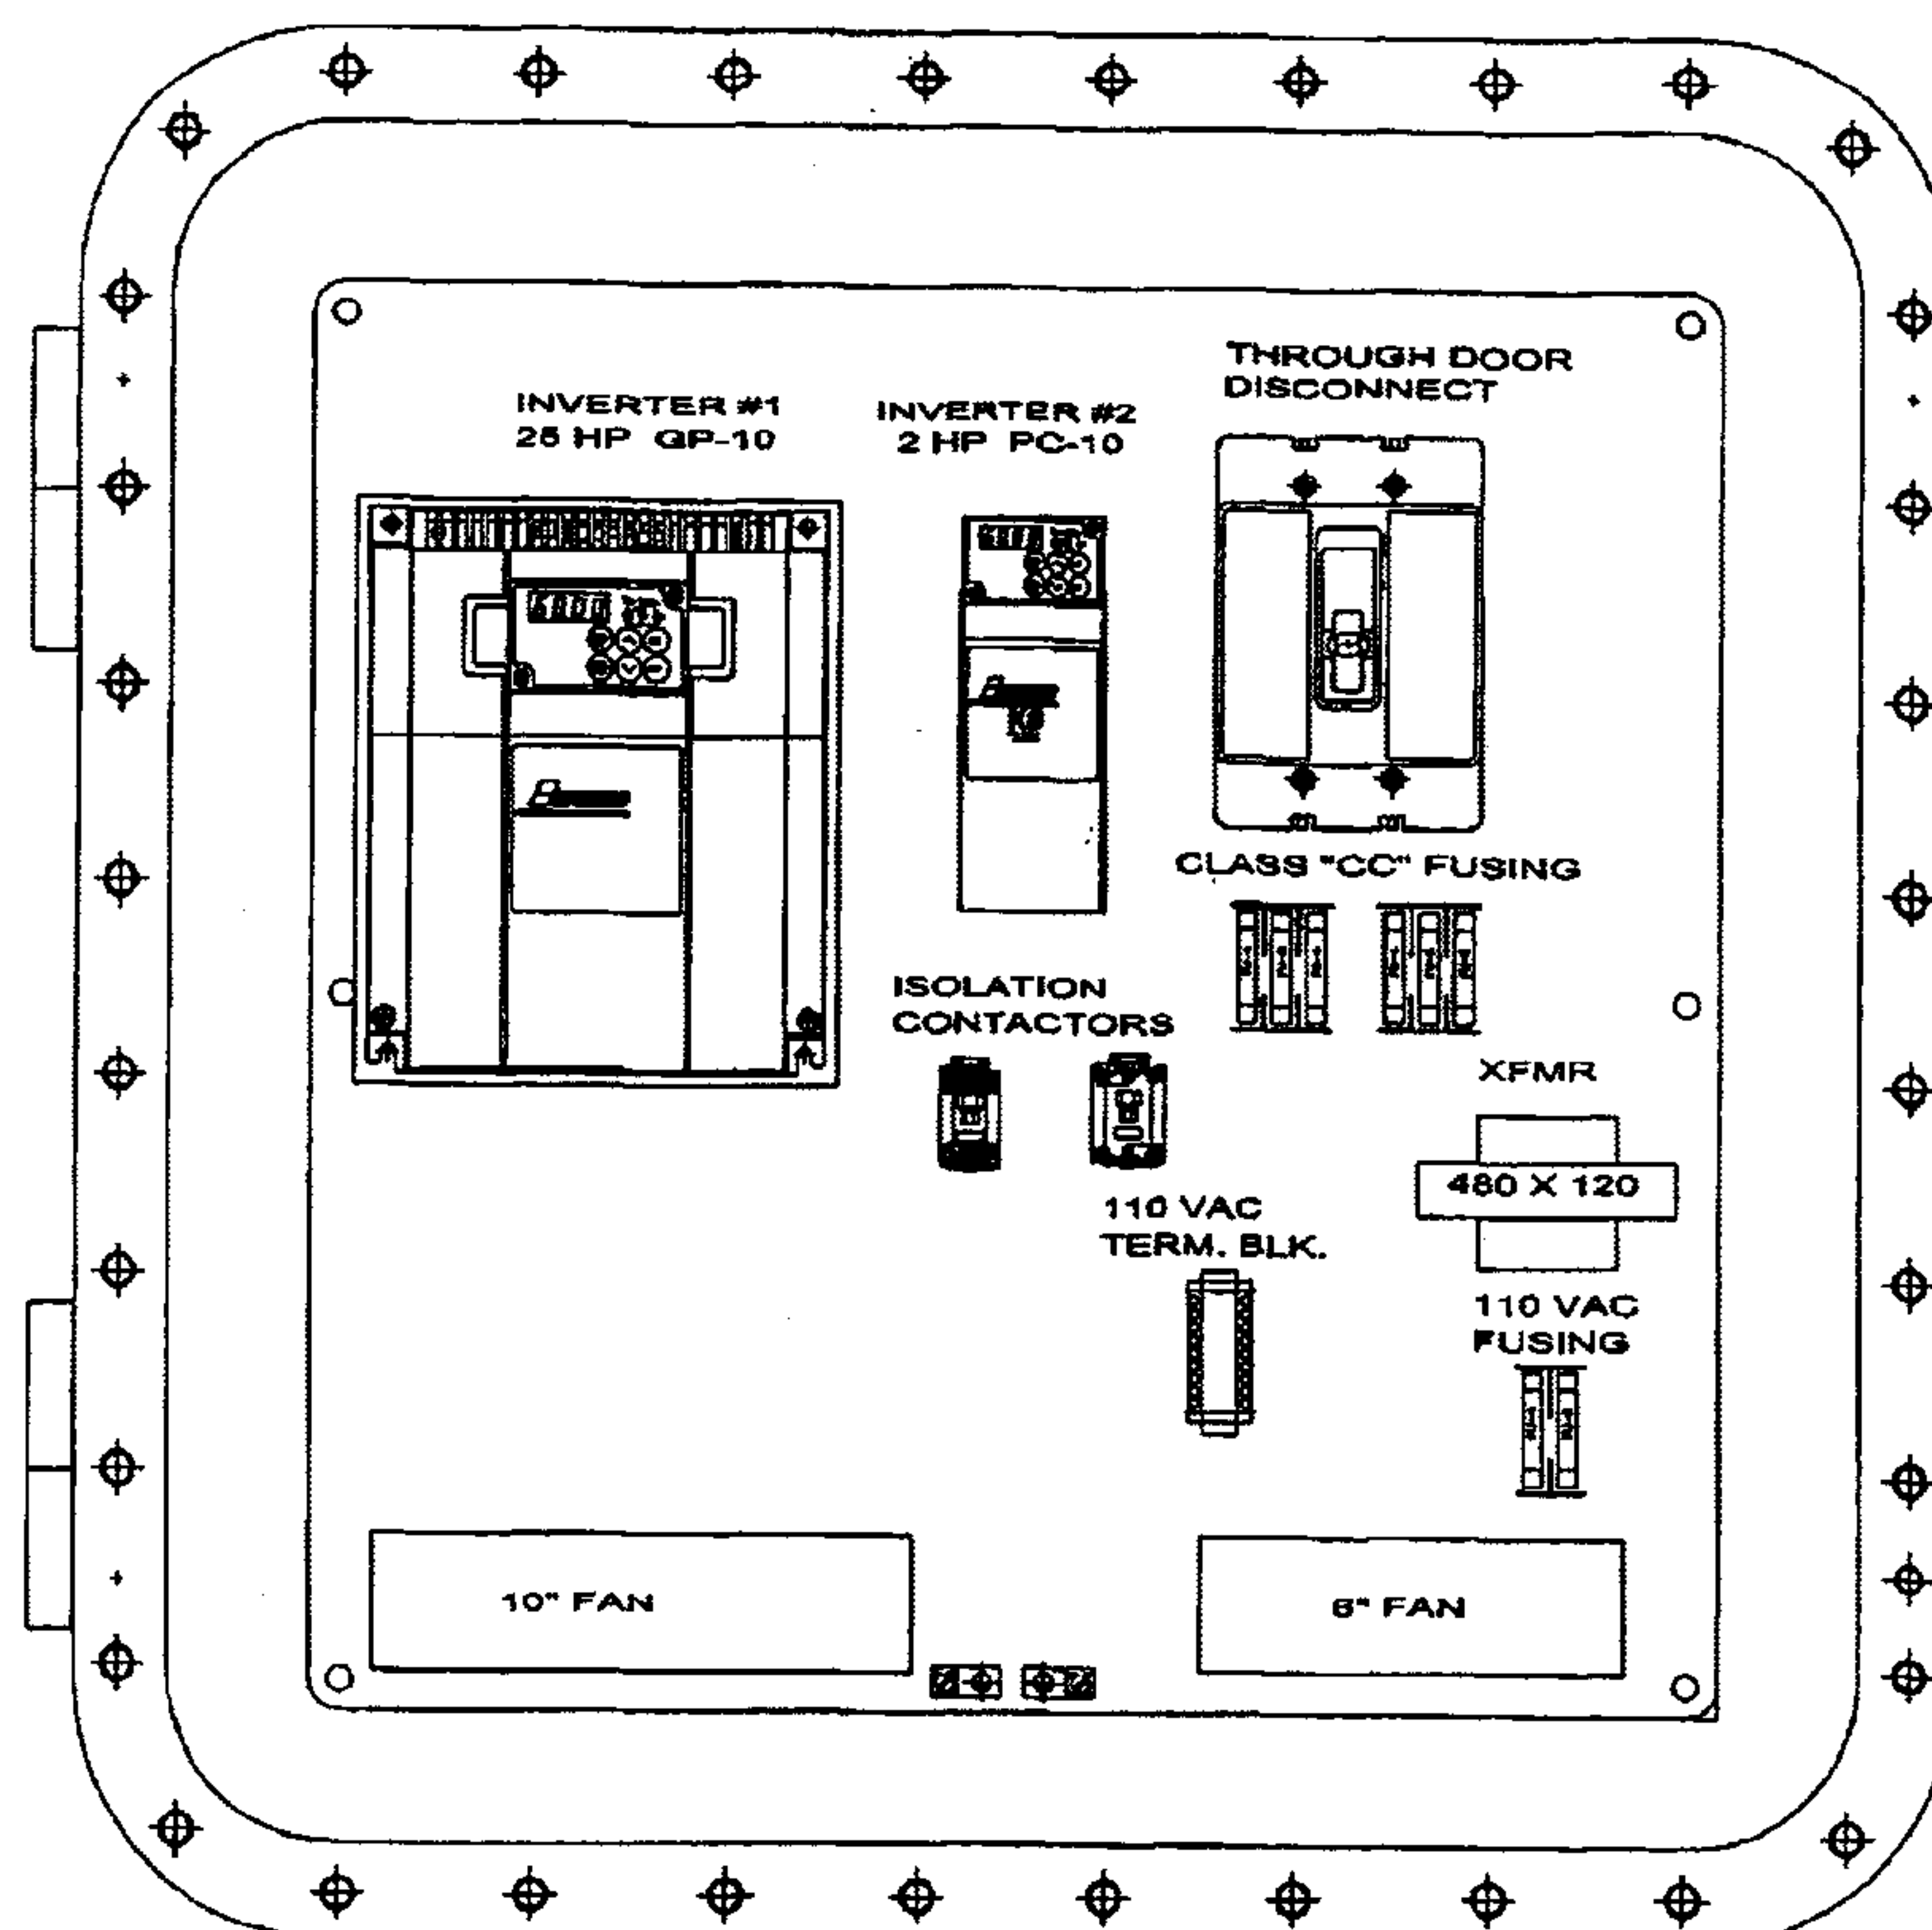 THROUGH DOOR
DISCONNECT
INVERTER #1
25 HP GP-10
INVERTER #2
2 HP PC-10
CLASS "CC" FUSING
ISOLATION
CONTACTORS
XFMR
480 X 120
110 VAC
TERM. BLK.
110 VAC
FUSING
10" FAN
6" FAN